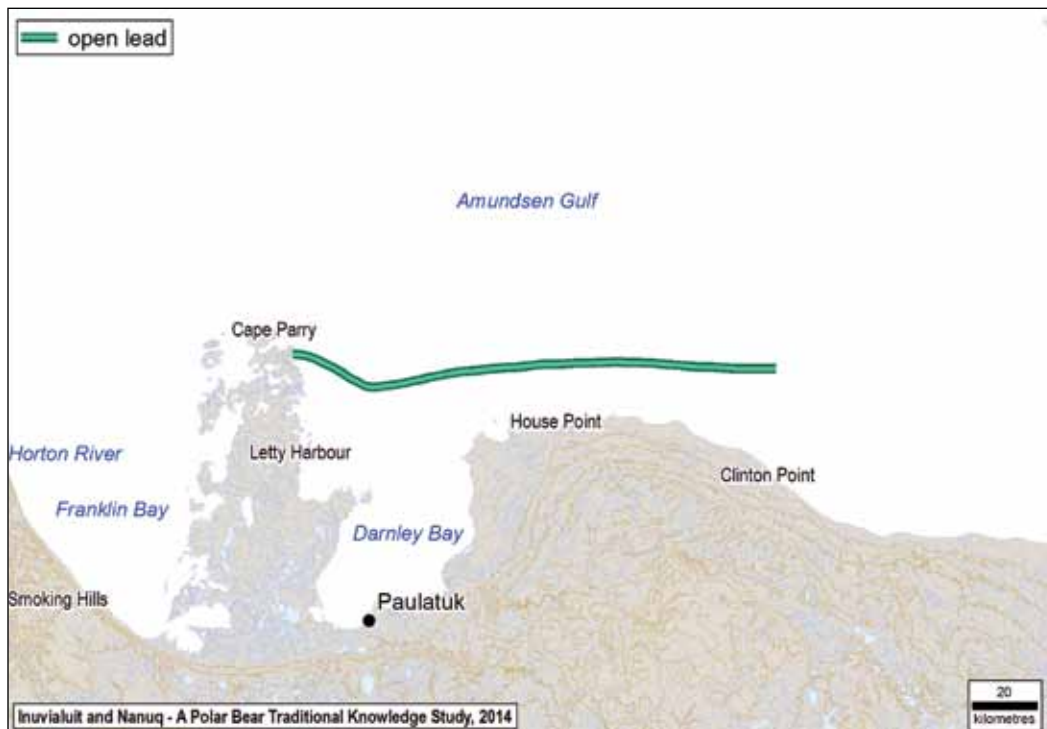 open lead
Amundsen Gulf
Cape Parry
House Point
Letty Harbour
Horton River
Clinton Point
Franklin Bay
Darnley Bay
Smoking Hills
Paulatuk
20
kilometres
Inuvialuit and Nanuq - A Polar Bear Traditional Knowledge Study, 2014